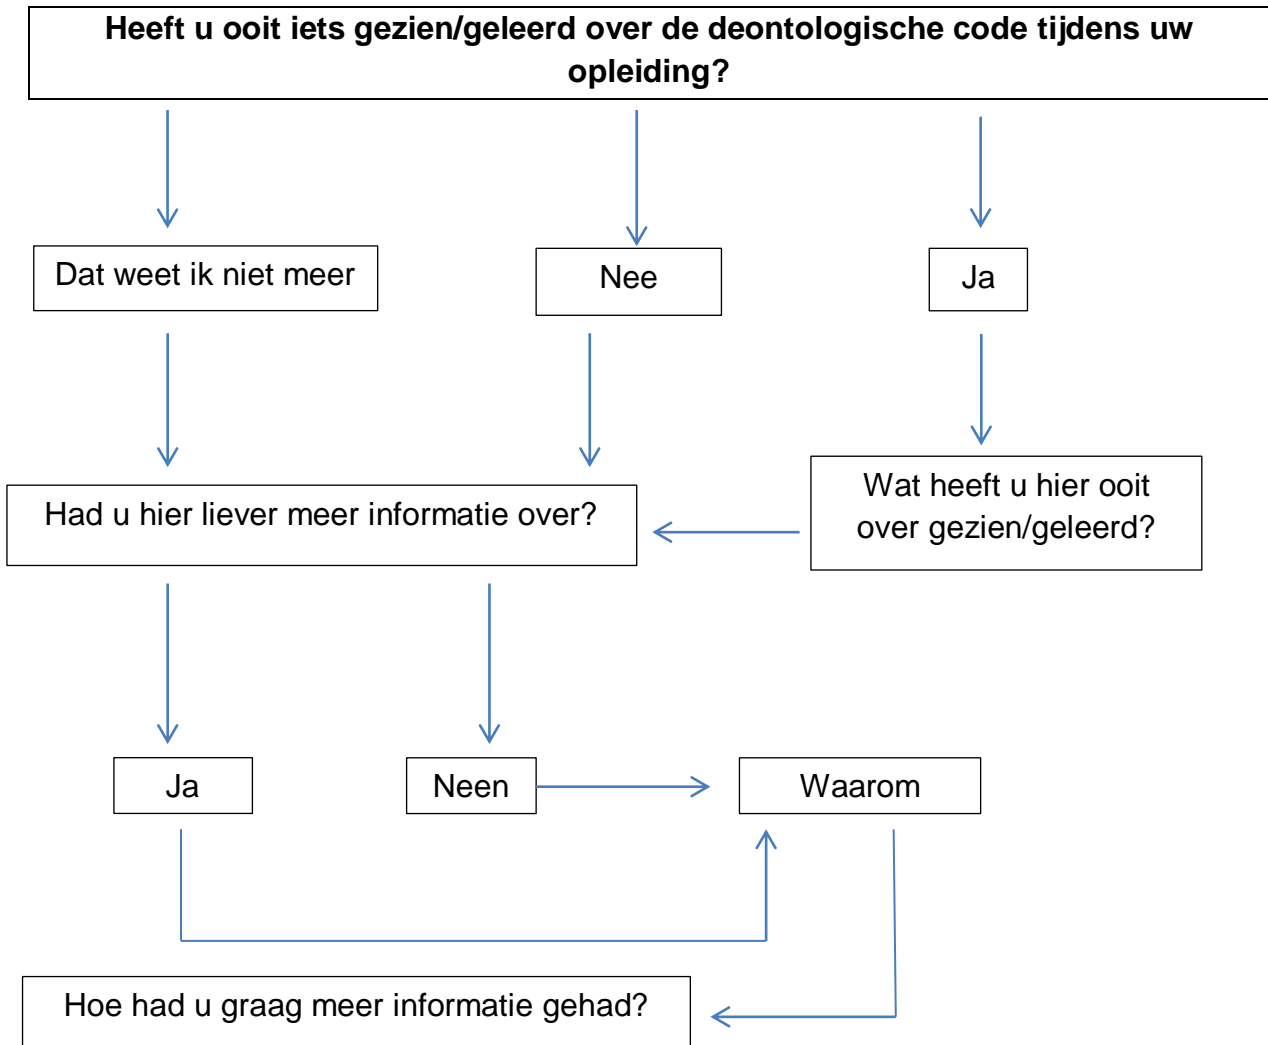 Heeft u ooit iets gezien/geleerd over de deontologische code tijdens uw
opleiding?
Dat weet ik niet meer
Nee
Ja
Had u hier liever meer informatie over?
Wat heeft u hier ooit
over gezien/geleerd?
Ja
Neen
Waarom
Hoe had u graag meer informatie gehad?